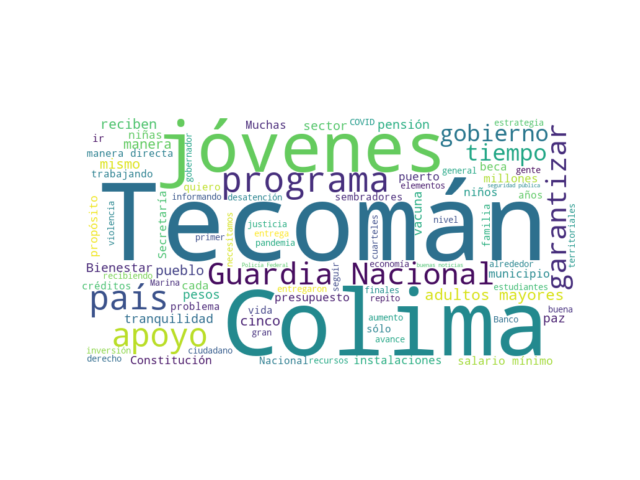 reciben
niñas
ir
manera
manera directa
mismo
trabajando
jóvenes
gobernador
Muchas
sector
COVID
pensión
estrategia
gobierno
tiempo
garantizar
propósito
violencia
Secretaría
quiero
informando
programa
desatención
sembradores
puerto
elementos
vacuna
beca
general
gente
millones
seguridad pública
niños
años
Tecomán
primer
necesitamos
justicia
entrega
pandemia
cuarteles
nivel
familia
territoriales
Bienestar
recibiendo
pueblo
Policía federal
Guardia Nacional
seguir
economía
buenas noticias
alrededor
municipio
créditos
Marina
cada
país
pesos
problema
tranquilidad
entregaron
presupuesto
finales
repito
adultos mayores
estudiantes
vida
cinco
gran
Colima
aumento
sólo
avance
Banco
buena
paz
apoyo
inversión
ciudadano
derecho
Constitución
Nacional
recursos
instalaciones
salario mínimo